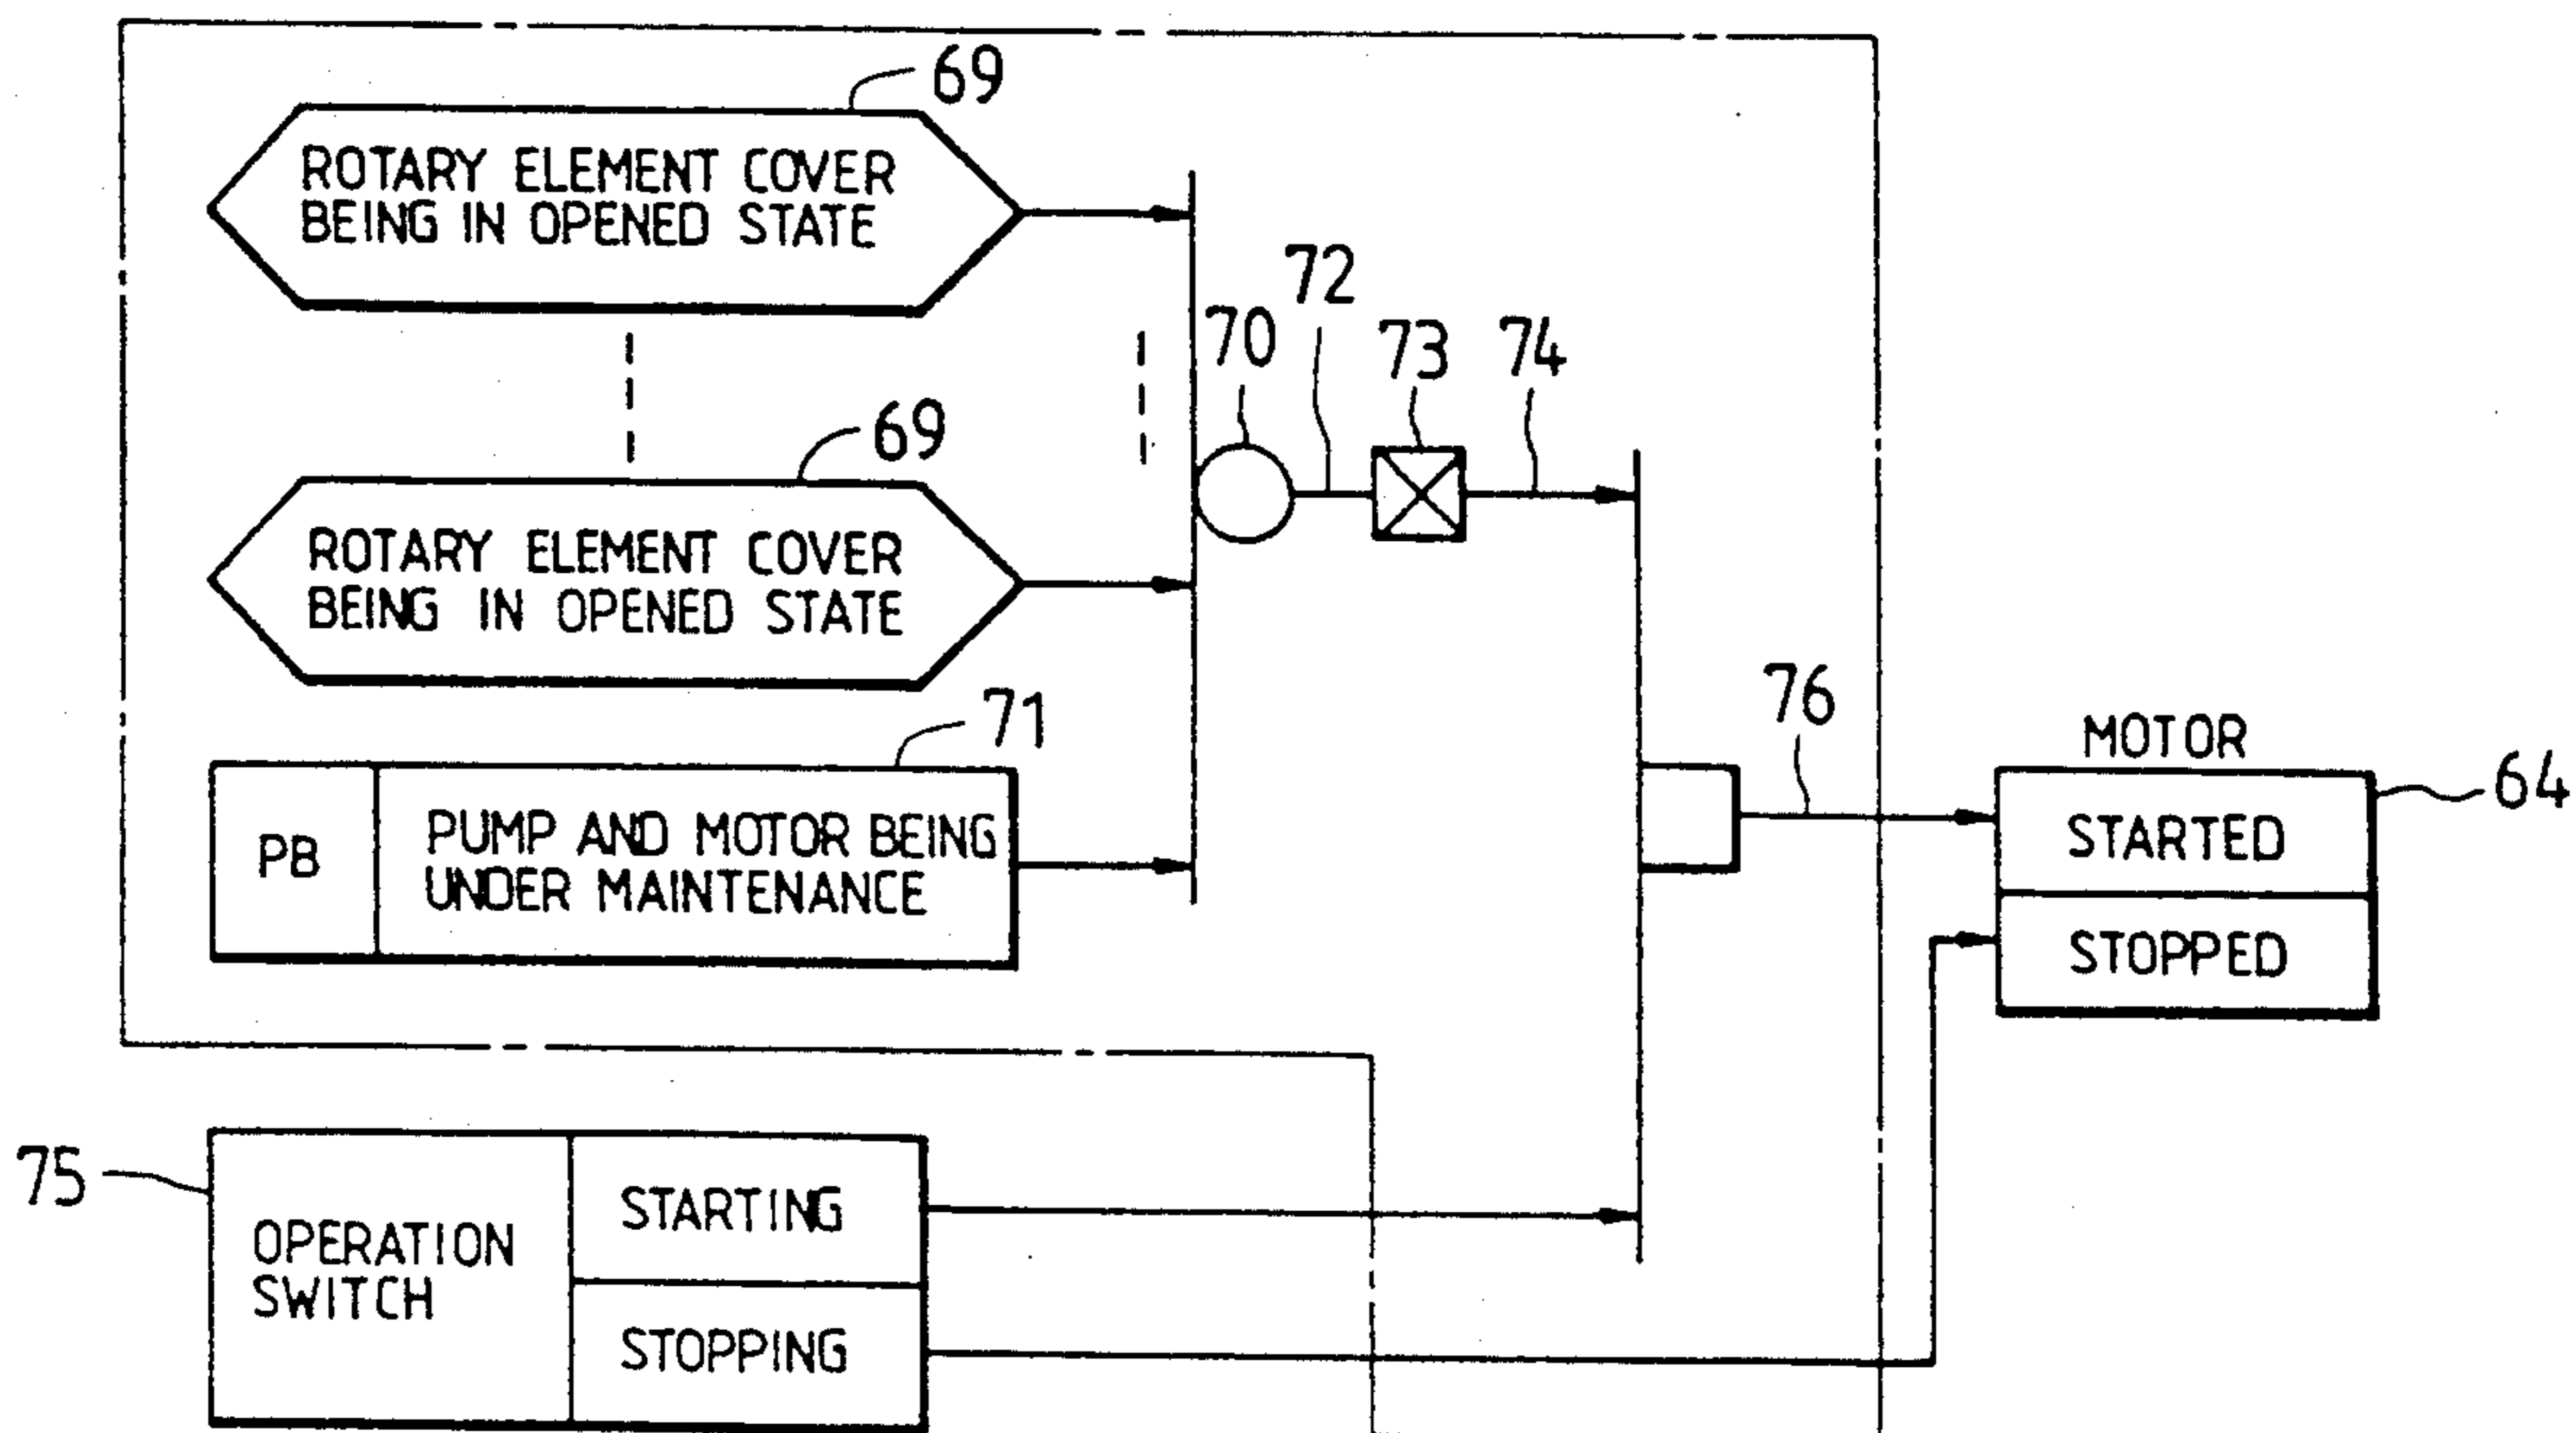 69
ROTARY ELEMENT COVER
BEING IN OPENED STATE
72
70
73
74
69
ROTARY ELEMENT COVER
BEING IN OPENED STATE
71
76
PB
PUMP AND MOTOR BEING
UNDER MAINTENANCE
MOTOR
64
STARTED
STOPPED
75
OPERATION
SWITCH
STARTING
STOPPING